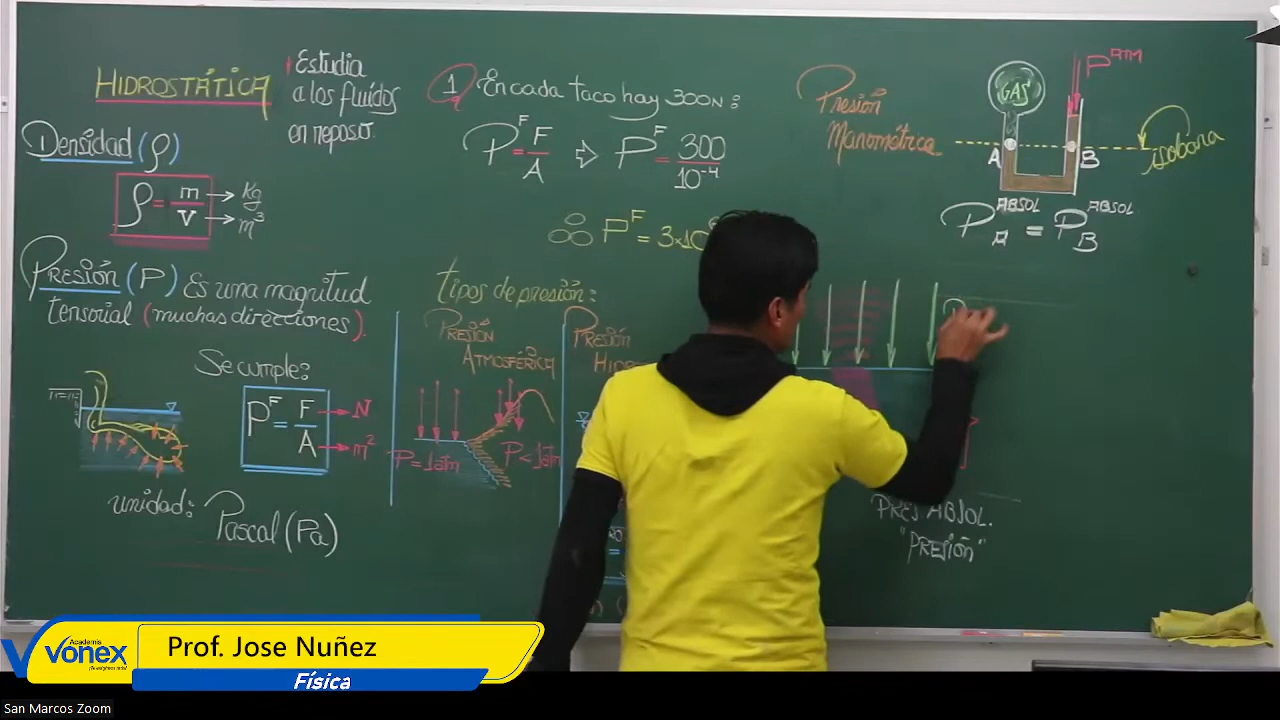 HIDROSTÁTICA
Estudia
a los fluidos
en reposo.
Densidad (ρ)
ρ = m/V
Kg
m³
PRESIÓN (P) Es una magnitud
tensorial (muchas direcciones).
Se cumple:
P^F = F/A
N
m²
unidad: Pascal (Pa)
1 En cada taco hay 300N:
P^F = F/A ⇒ P^F = 300/10⁻⁴
∴ P^F = 3×10
tipos de presión:
PRESIÓN
ATMOSFÉRICA
P=1atm
P<1atm
PRESIÓN
Presión
Manométrica
GAS
P^ATM
A
B
isobara
P_A^ABSOL = P_B^ABSOL
PRES ABSOL.
"PRESIÓN"
Academia
vonex
Prof. Jose Nuñez
Física
San Marcos Zoom